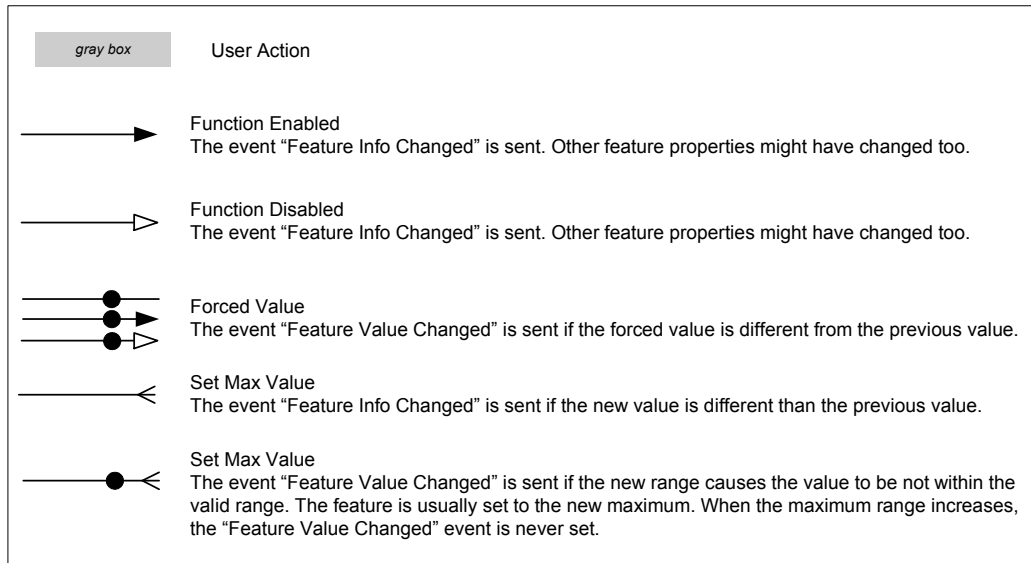 gray box
User Action
Function Enabled
The event “Feature Info Changed” is sent. Other feature properties might have changed too.
Function Disabled
The event “Feature Info Changed” is sent. Other feature properties might have changed too.
Forced Value
The event “Feature Value Changed” is sent if the forced value is different from the previous value.
Set Max Value
The event “Feature Info Changed” is sent if the new value is different than the previous value.
Set Max Value
The event “Feature Value Changed” is sent if the new range causes the value to be not within the
valid range. The feature is usually set to the new maximum. When the maximum range increases,
the “Feature Value Changed” event is never set.